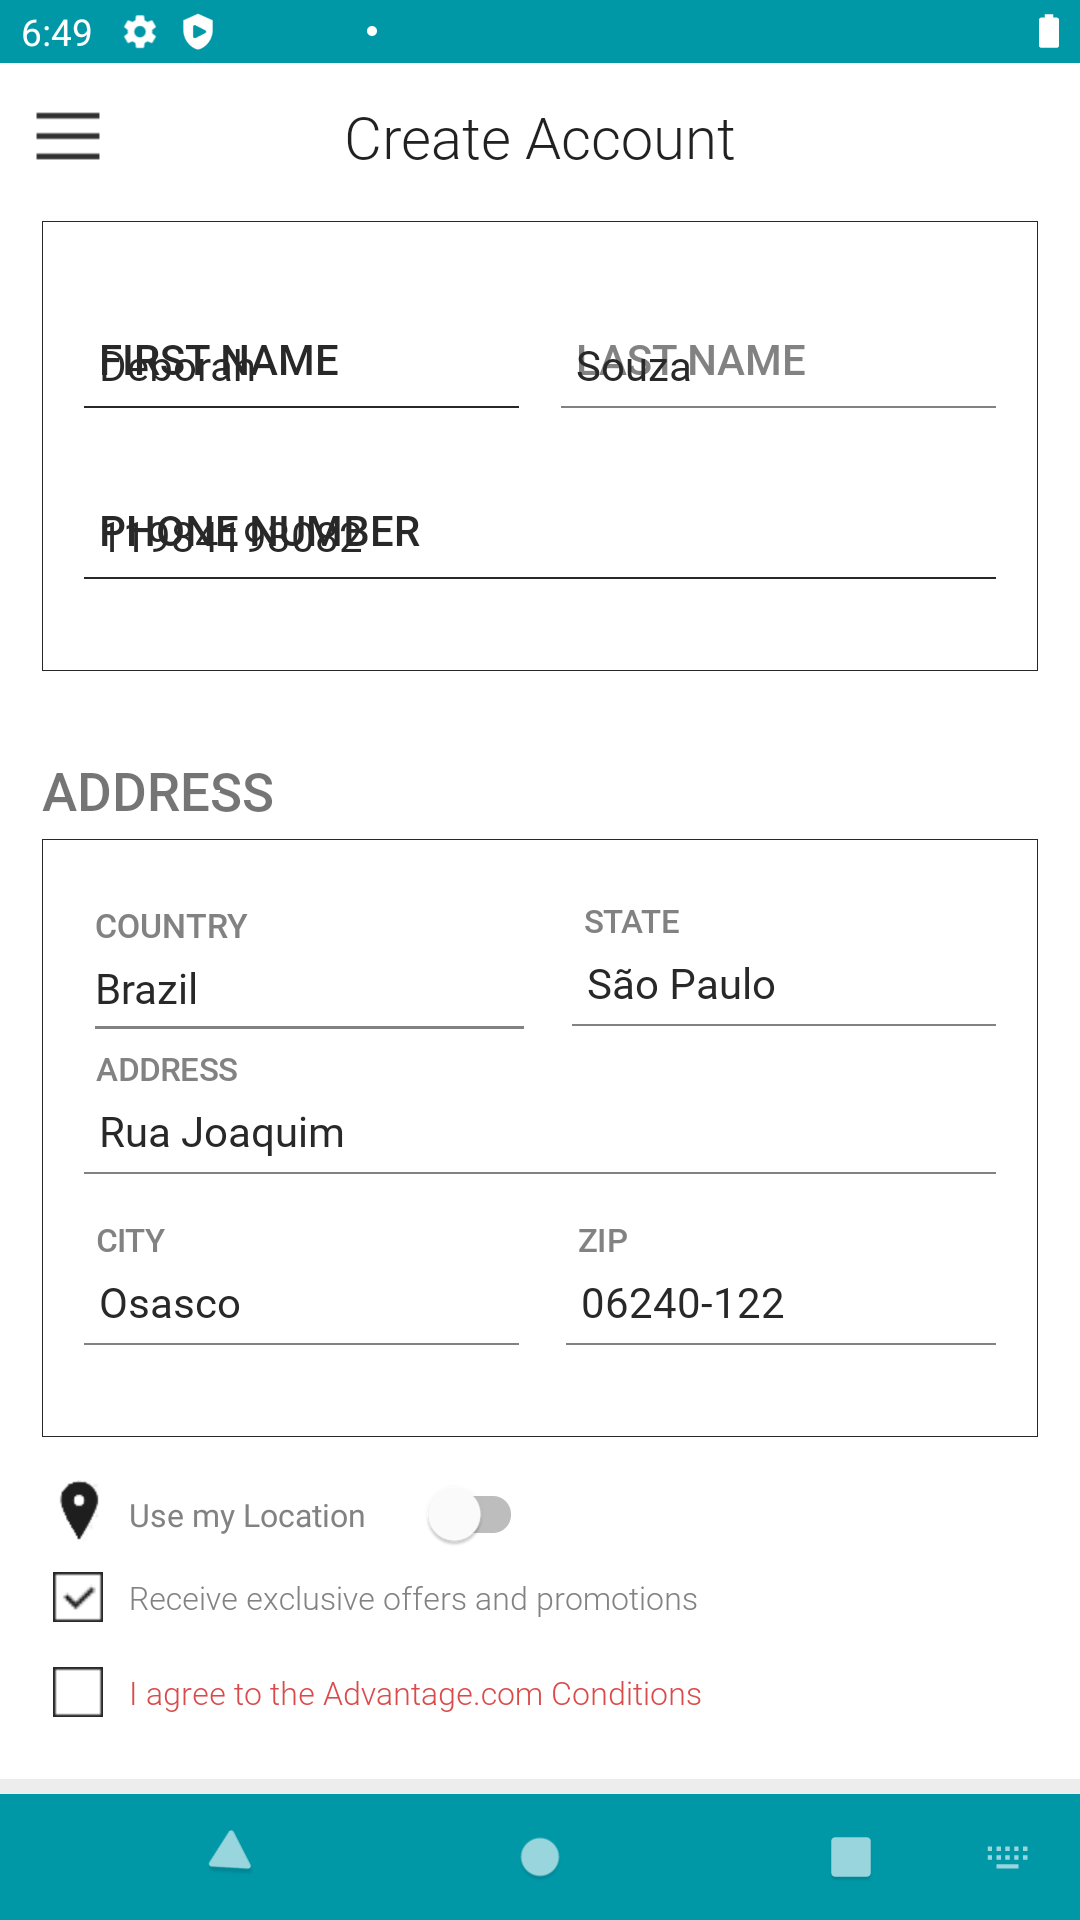 6:49
Create Account
FIRST NAME LAST NAME
Deborah Souza
PHONE NUMBER
ADDRESS
COUNTRY STATE
Brazil São Paulo
ADDRESS
Rua Joaquim
CITY ZIP
Osasco 06240-122
Use my Location
Receive exclusive offers and promotions
I agree to the Advantage.com Conditions